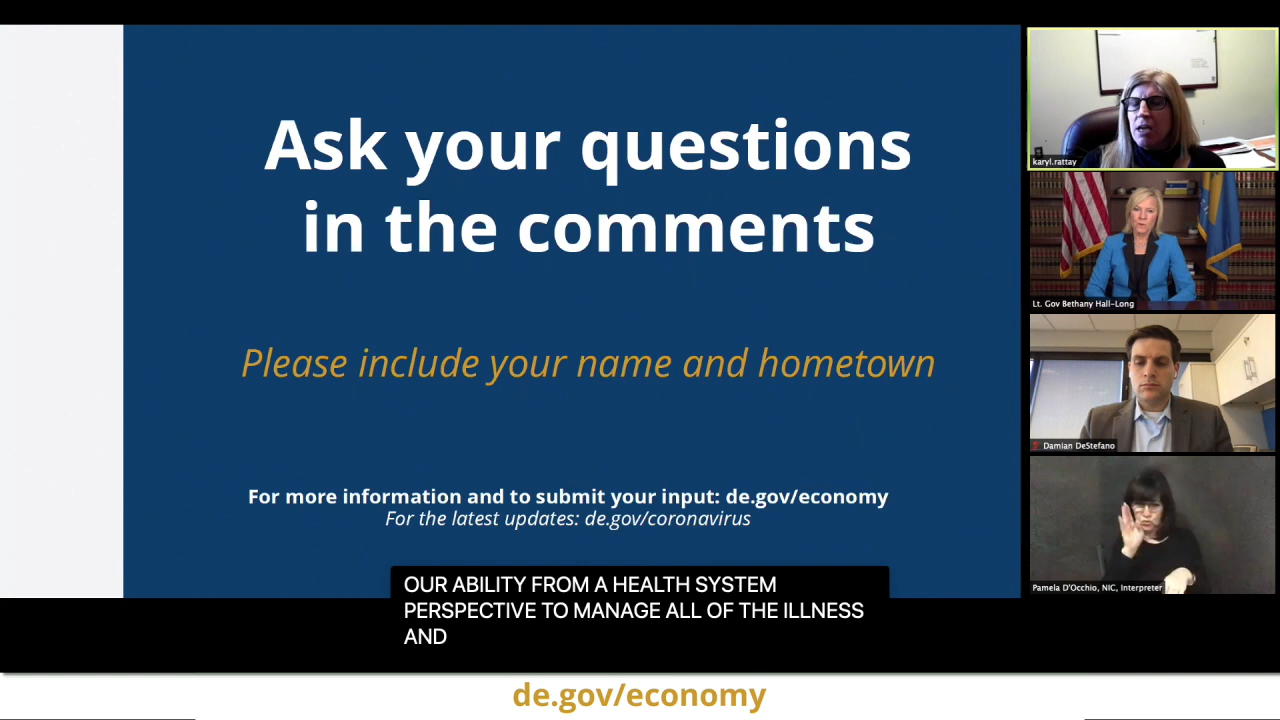 Ask your questions
in the comments
Please include your name and hometown
For more information and to submit your input: de.gov/economy
For the latest updates: de.gov/coronavirus
karyl.rattay
Lt. Gov Bethany Hall-Long
Damian DeStefano
Pamela D'Occhio, NIC, Interpreter
OUR ABILITY FROM A HEALTH SYSTEM
PERSPECTIVE TO MANAGE ALL OF THE ILLNESS
AND
de.gov/economy